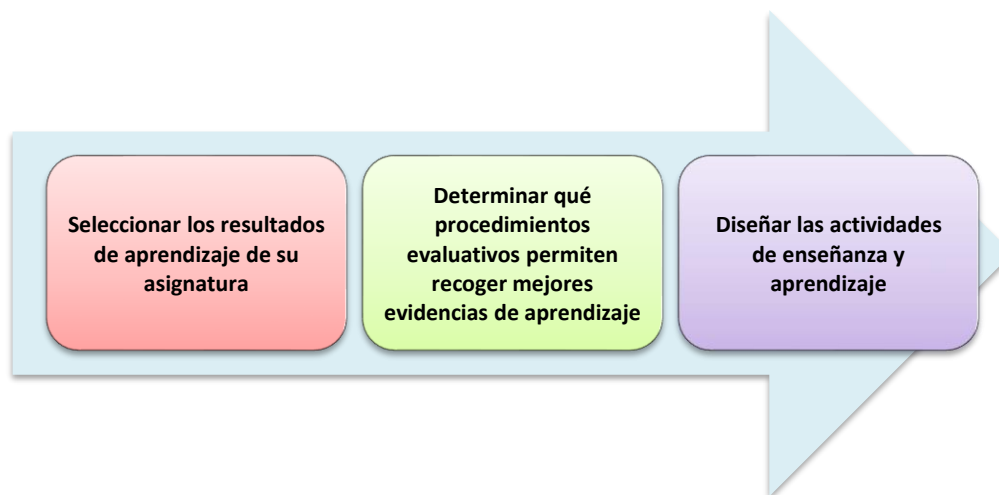 Seleccionar los resultados
de aprendizaje de su
asignatura
Determinar qué
procedimientos
evaluativos permiten
recoger mejores
evidencias de aprendizaje
Diseñar las actividades
de enseñanza y
aprendizaje